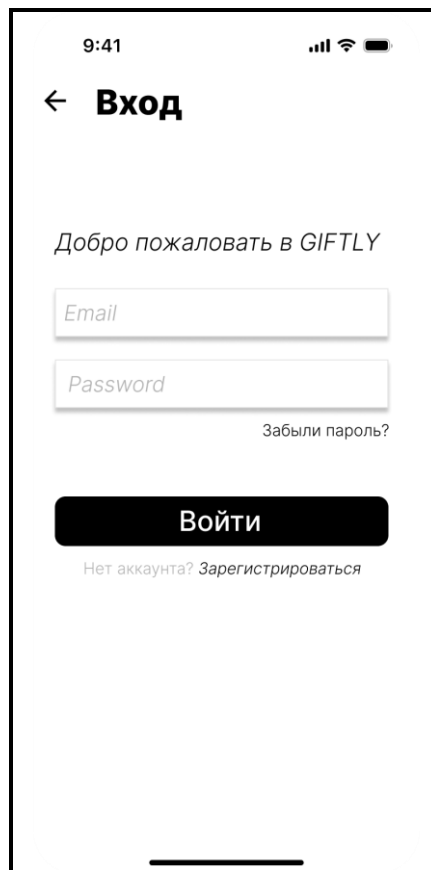 9:41
Вход
Добро пожаловать в GIFTLY
Email
Password
Забыли пароль?
Войти
Нет аккаунта? Зарегистрироваться